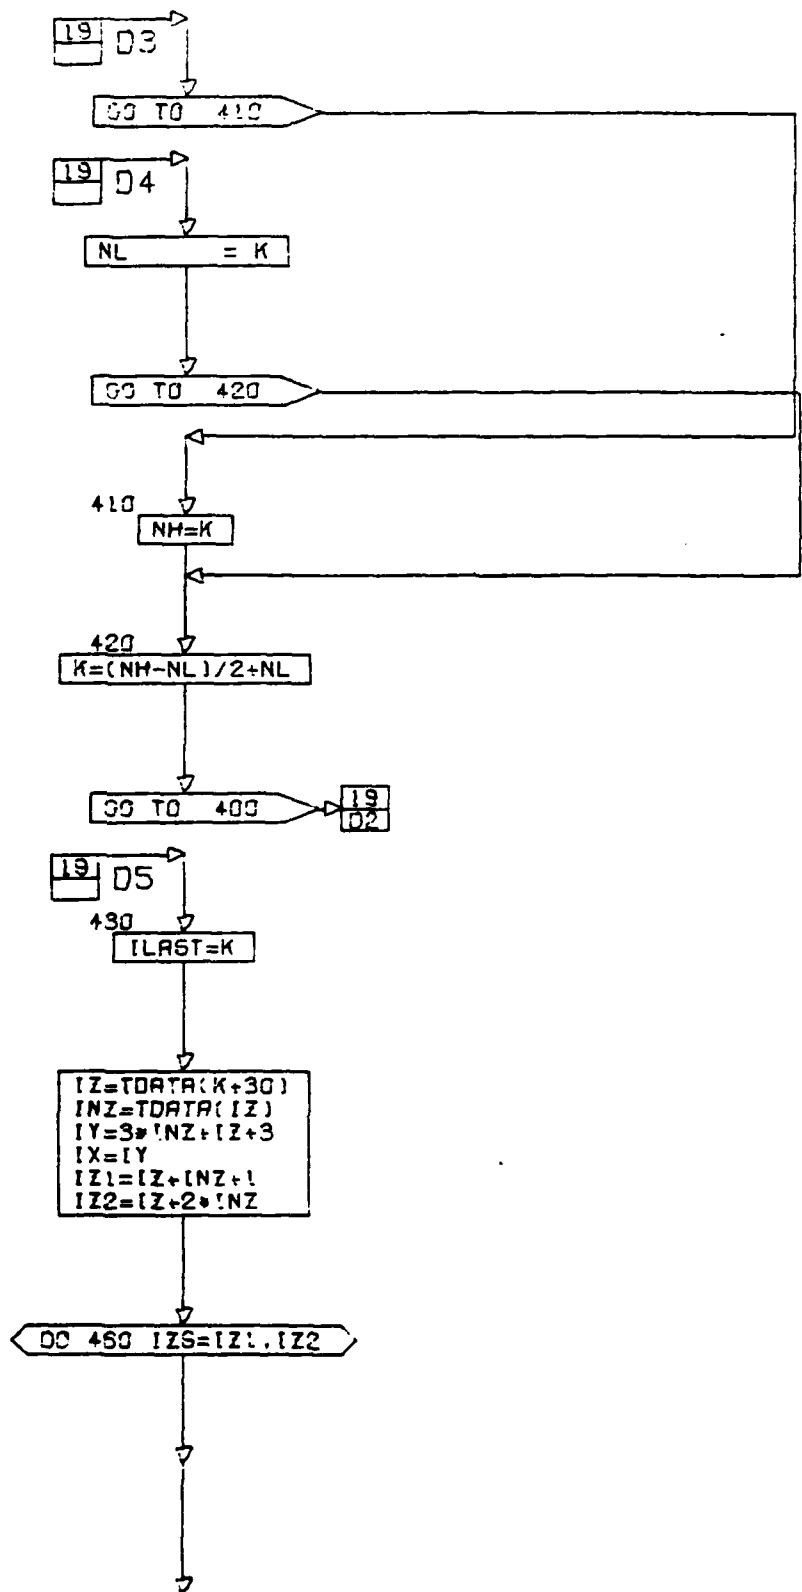 19 D3
GO TO 410
19 D4
NL = K
GO TO 420
410
NH=K
420
K=(NH-NL)/2+NL
GO TO 400
19
D2
19 D5
430
ILAST=K
IZ=TDATA(K+30)
INZ=TDATA(IZ)
IY=3*INZ+IZ+3
IX=IY
IZ1=IZ+INZ+1
IZ2=IZ+2*INZ
DO 460 IZS=IZ1,IZ2